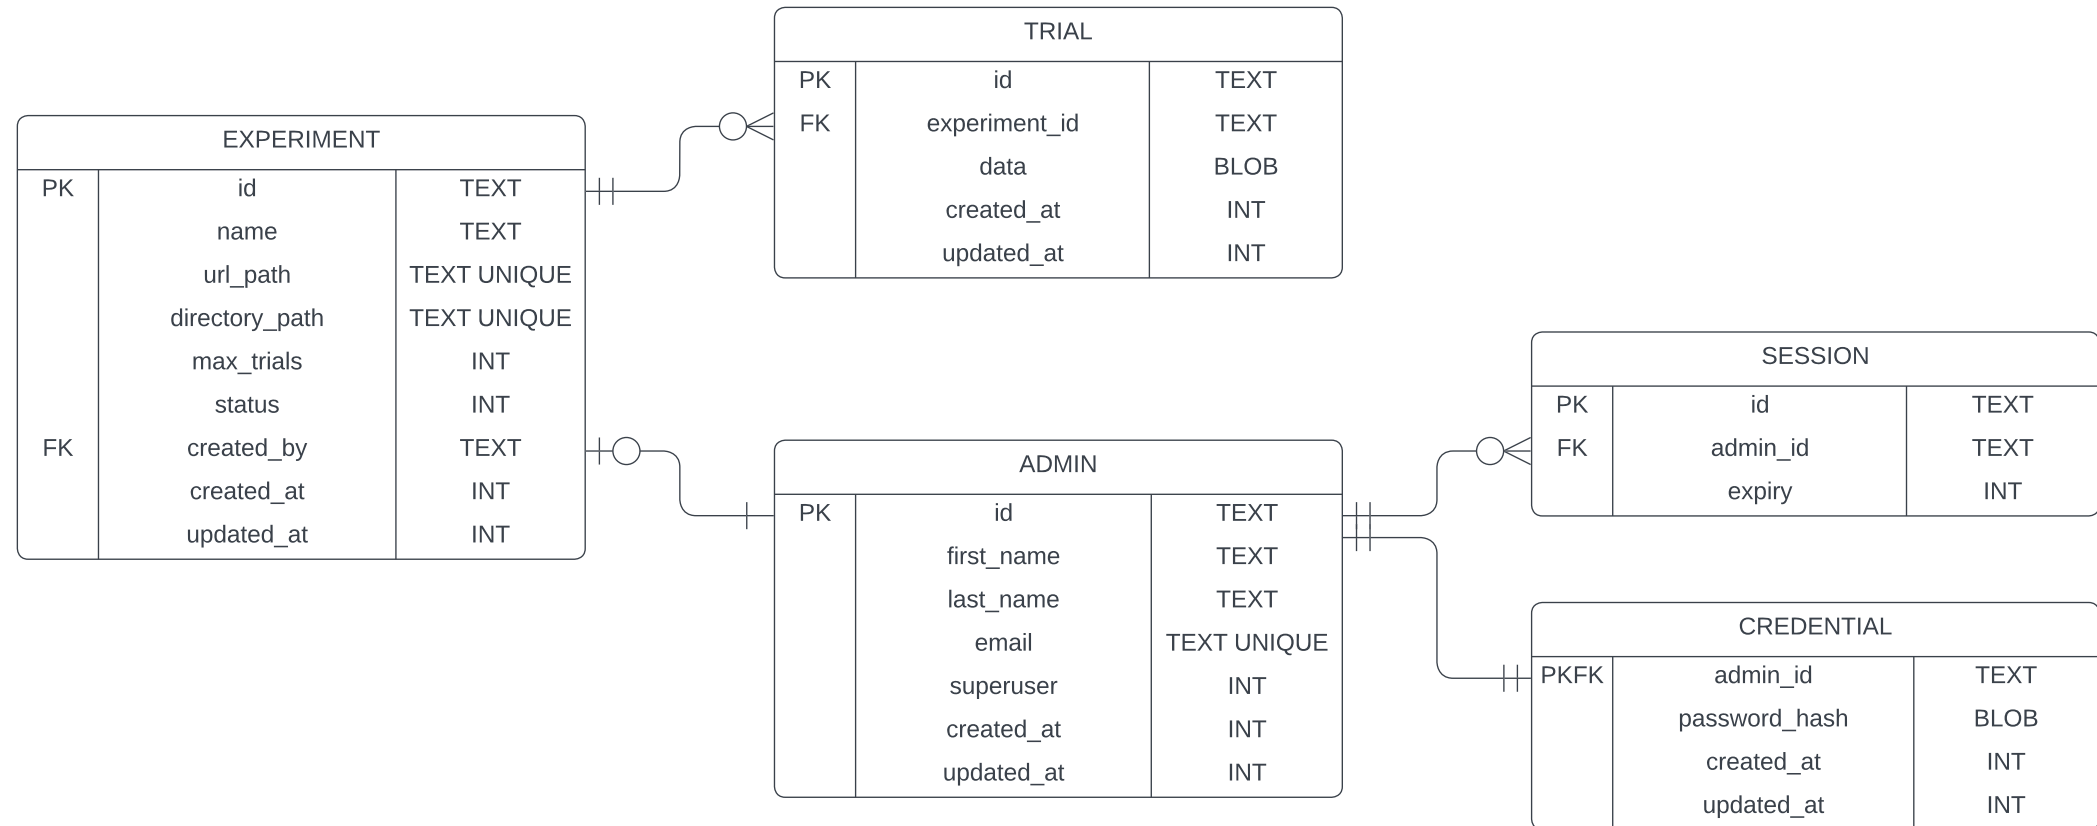 TRIAL
PK id TEXT
FK experiment_id TEXT
data BLOB
created_at INT
updated_at INT
EXPERIMENT
PK id TEXT
name TEXT
url_path TEXT UNIQUE
directory_path TEXT UNIQUE
max_trials INT
status INT
FK created_by TEXT
created_at INT
updated_at INT
ADMIN
PK id TEXT
first_name TEXT
last_name TEXT
email TEXT UNIQUE
superuser INT
created_at INT
updated_at INT
SESSION
PK id TEXT
FK admin_id TEXT
expiry INT
CREDENTIAL
PKFK admin_id TEXT
password_hash BLOB
created_at INT
updated_at INT